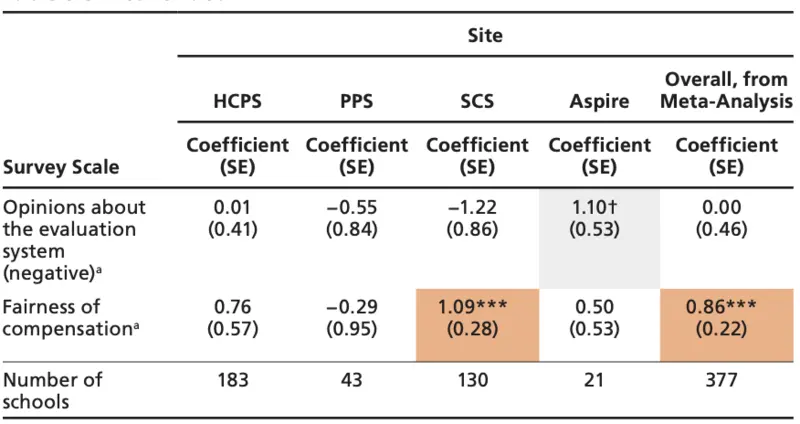 Site
HCPS PPS SCS Aspire Overall, from Meta-Analysis
Survey Scale Coefficient (SE) Coefficient (SE) Coefficient (SE) Coefficient (SE) Coefficient (SE)
Opinions about the evaluation system (negative)ᵃ 0.01 (0.41) −0.55 (0.84) −1.22 (0.86) 1.10† (0.53) 0.00 (0.46)
Fairness of compensationᵃ 0.76 (0.57) −0.29 (0.95) 1.09*** (0.28) 0.50 (0.53) 0.86*** (0.22)
Number of schools 183 43 130 21 377